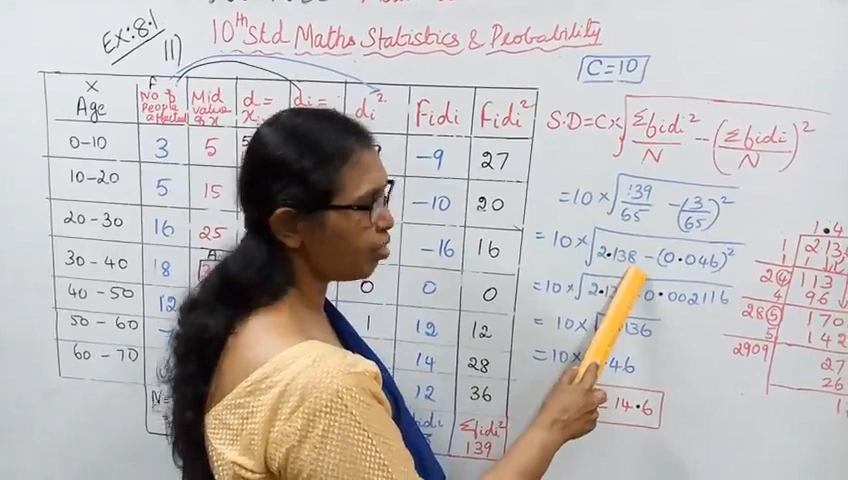 Ex:8.1
11)
10th Std Maths Statistics & Probability
C=10
x Age
F No of People affected
Mid value of x
d =
di =
di²
Fidi
Fidi²
0-10 3 5 -9 27
10-20 5 15 -10 20
20-30 16 25 -16 16
30-40 18 A 0 0 0
40-50 12 1 12 12
50-60 14 28
60-70 12 36
N=
Σfidi²
139
S.D=C× √ Σfidi²/N - (Σfidi/N)²
=10 × √ 139/65 - (3/65)²
=10 × √ 2.138 - (0.046)²
=10 × √ 0.002116
= 10 × √ 136
=10 × .46
14.6
1.4
1 213
1
24 113
4 96
285 170
5 142
2909 27
26